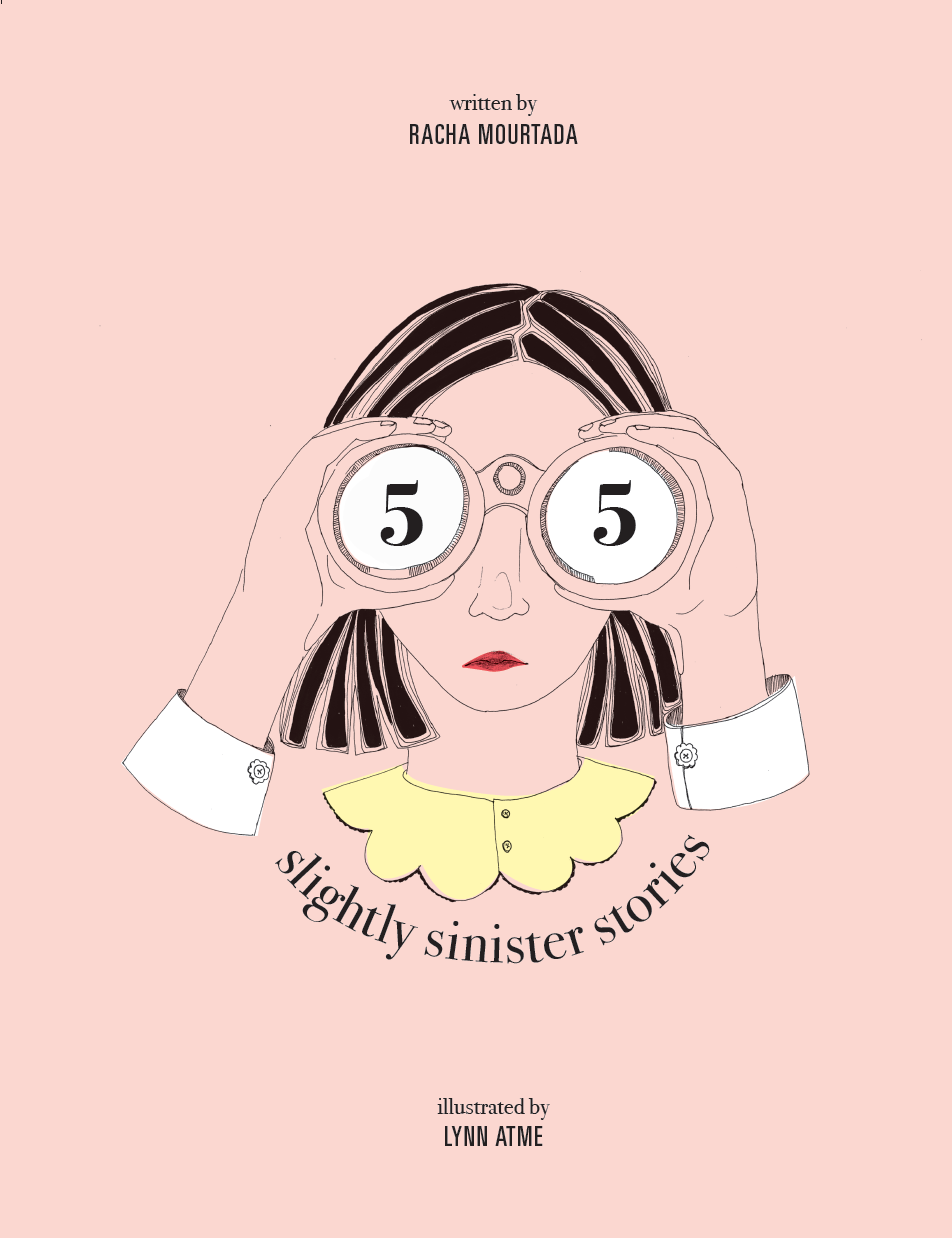 written by
RACHA MOURTADA
5 5
slightly sinister stories
illustrated by
LYNN ATME